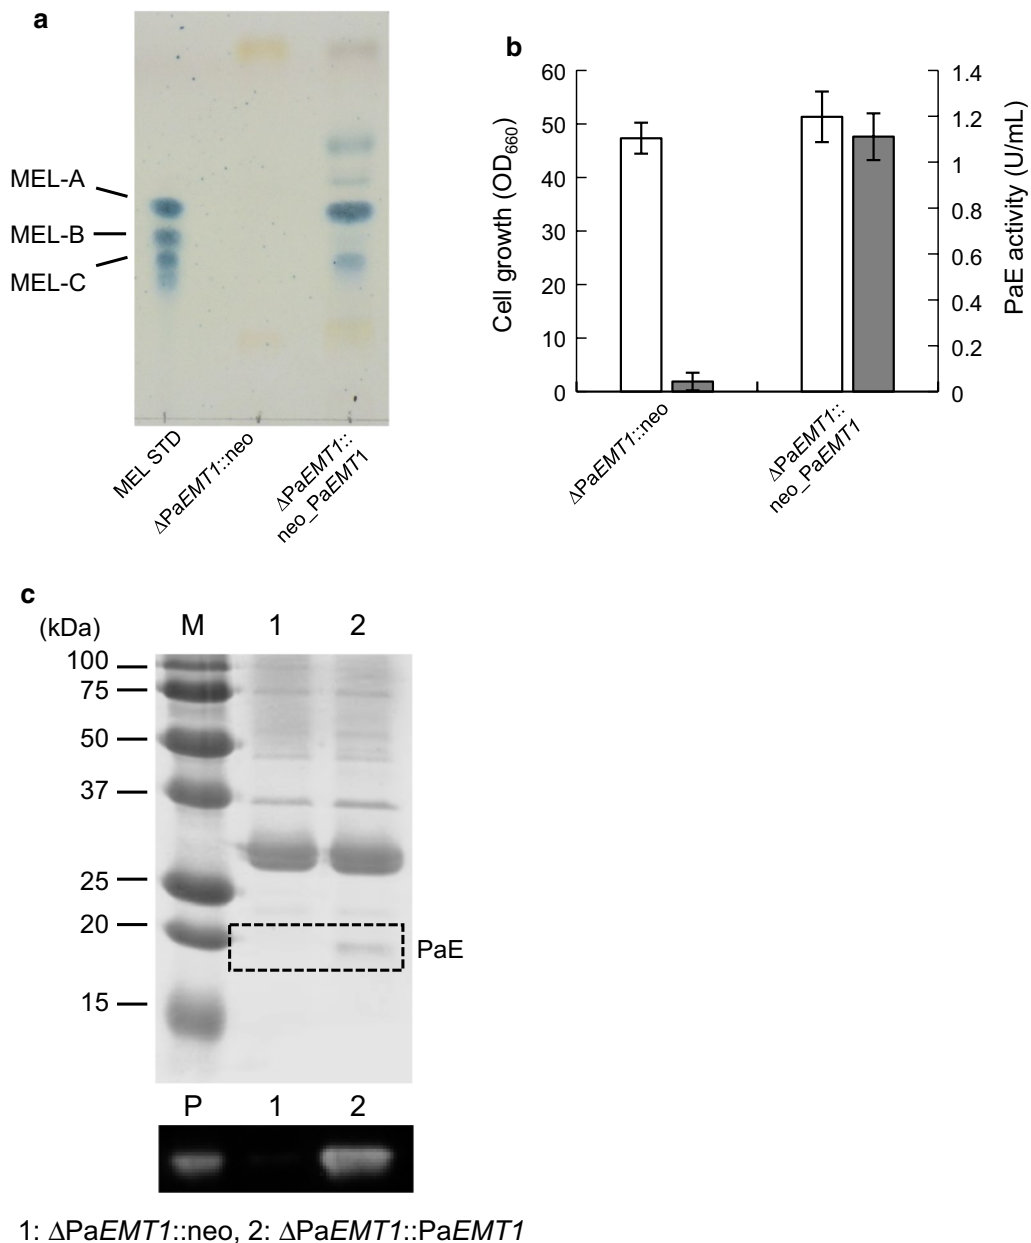 a
MEL-A
MEL-B
MEL-C
MEL STD
ΔPaEMT1::neo
ΔPaEMT1::
neo_PaEMT1
b
60
50
40
30
20
10
0
Cell growth (OD660)
1.4
1.2
1
0.8
0.6
0.4
0.2
0
PaE activity (U/mL)
ΔPaEMT1::neo
ΔPaEMT1::
neo_PaEMT1
c
(kDa) M 1 2
100
75
50
37
25
20
PaE
15
P 1 2
1: ΔPaEMT1::neo, 2: ΔPaEMT1::PaEMT1